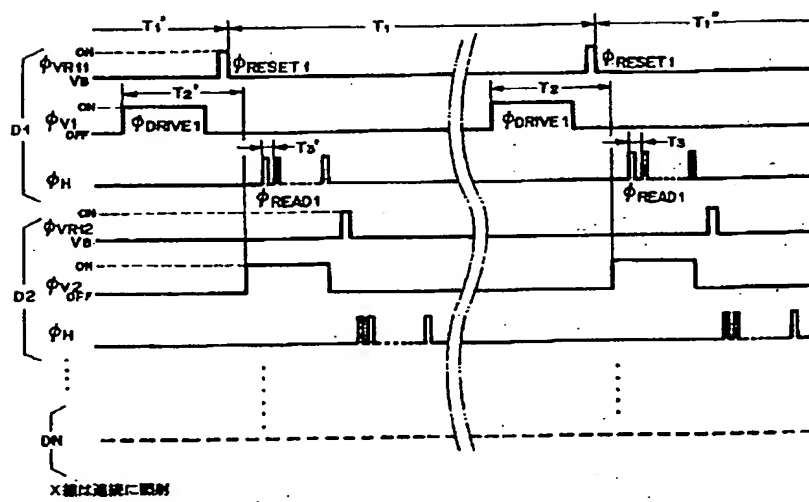 T₁' T₁ T₁"
ON
φVR11 φRESET1 φRESET1
VB
T₂' T₂
ON
D1 φV1 φDRIVE1 φDRIVE1
OFF
T₃' T₃
φH
φREAD1 φREAD1
ON
φVR12
VB
ON
D2 φV2
OFF
φH
DN
X線は連続に照射